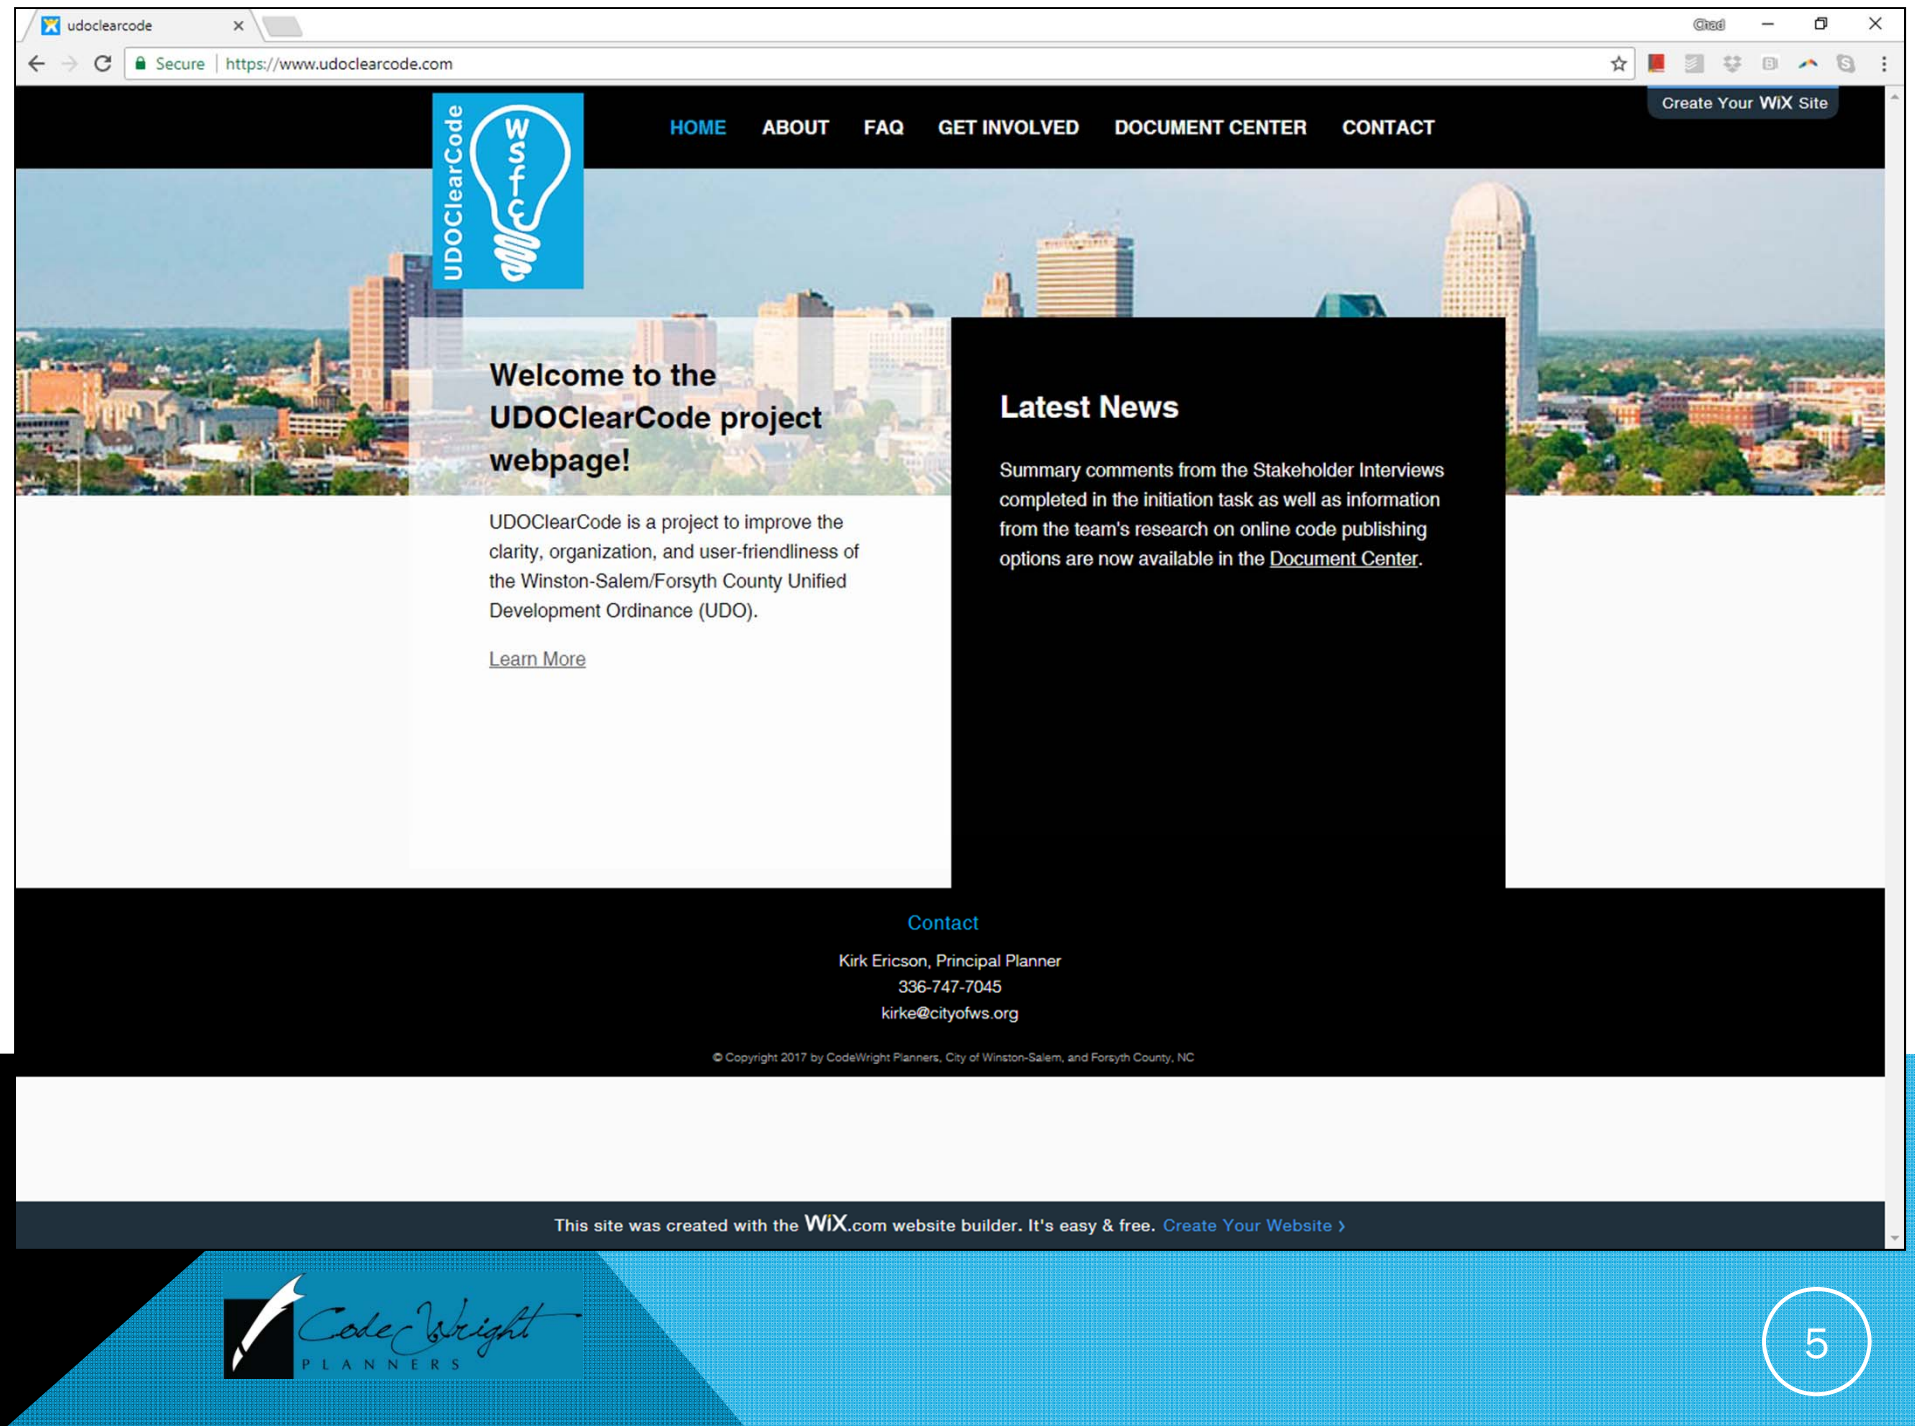 udoclearcode
Chad
Secure | https://www.udoclearcode.com
UDOClearCode
wsfc
HOME ABOUT FAQ GET INVOLVED DOCUMENT CENTER CONTACT
Create Your WiX Site
Welcome to the
UDOClearCode project
webpage!
UDOClearCode is a project to improve the
clarity, organization, and user-friendliness of
the Winston-Salem/Forsyth County Unified
Development Ordinance (UDO).
Learn More
Latest News
Summary comments from the Stakeholder Interviews
completed in the initiation task as well as information
from the team's research on online code publishing
options are now available in the Document Center.
Contact
Kirk Ericson, Principal Planner
336-747-7045
kirke@cityofws.org
© Copyright 2017 by CodeWright Planners, City of Winston-Salem, and Forsyth County, NC
This site was created with the WiX.com website builder. It's easy & free. Create Your Website >
CodeWright
PLANNERS
5